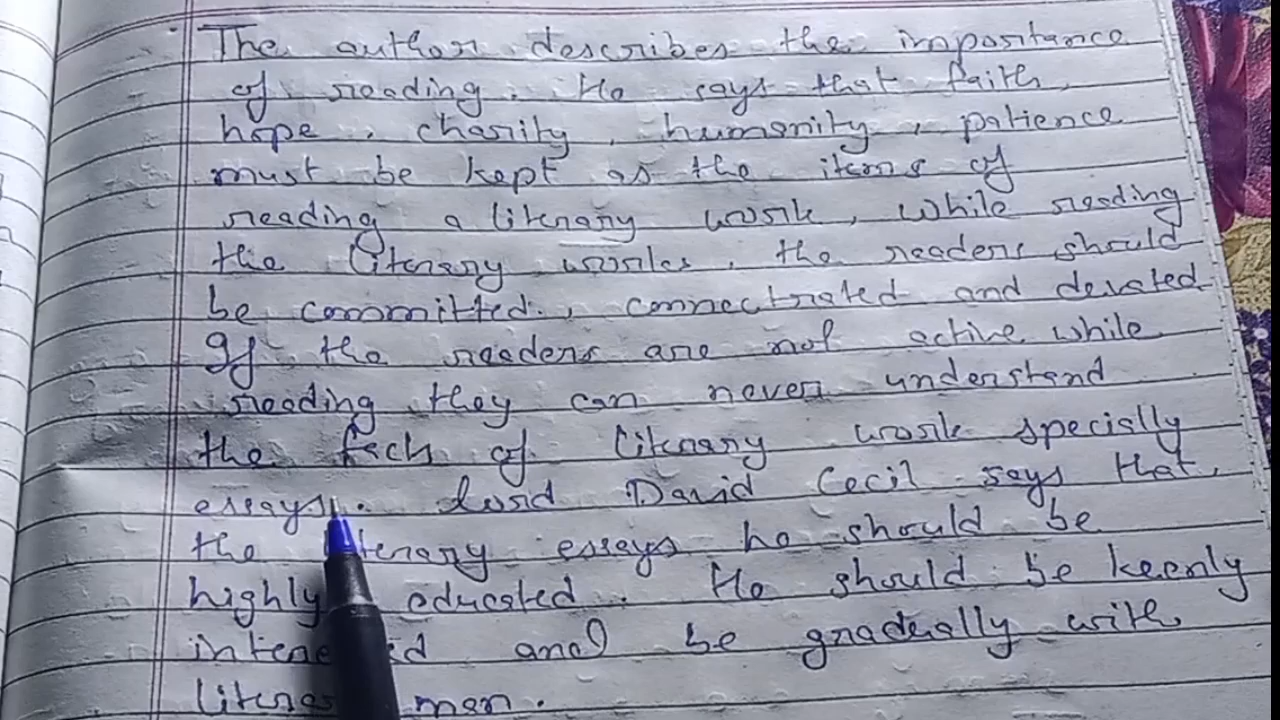 The author describes the importance
of reading. He says that faith,
hope, charity, humanity, patience
must be kept as the items of
reading a literary work, while reading
the literary works, the readers should
be committed, connectrated and devoted
If the readers are not active while
reading they can never understand
the of literary work specially
essays. Lord David Cecil says that,
the essays he should be
highly educated. He should be keenly
and be gradually with
man.